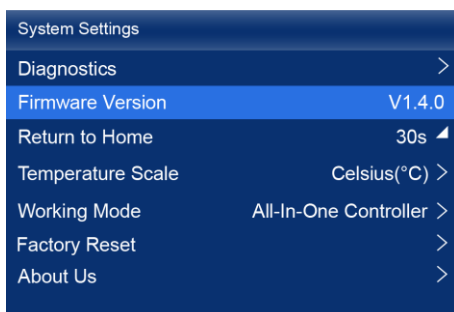 System Settings
Diagnostics >
Firmware Version V1.4.0
Return to Home 30s
Temperature Scale Celsius(°C) >
Working Mode All-In-One Controller >
Factory Reset >
About Us >